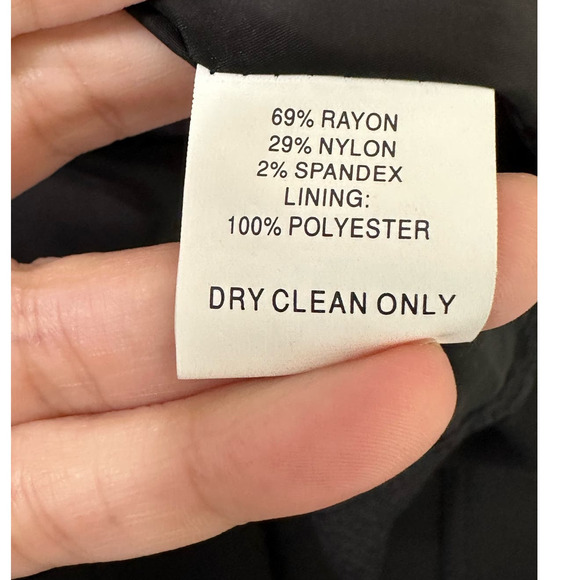 69% RAYON
29% NYLON
2% SPANDEX
LINING:
100% POLYESTER
DRY CLEAN ONLY